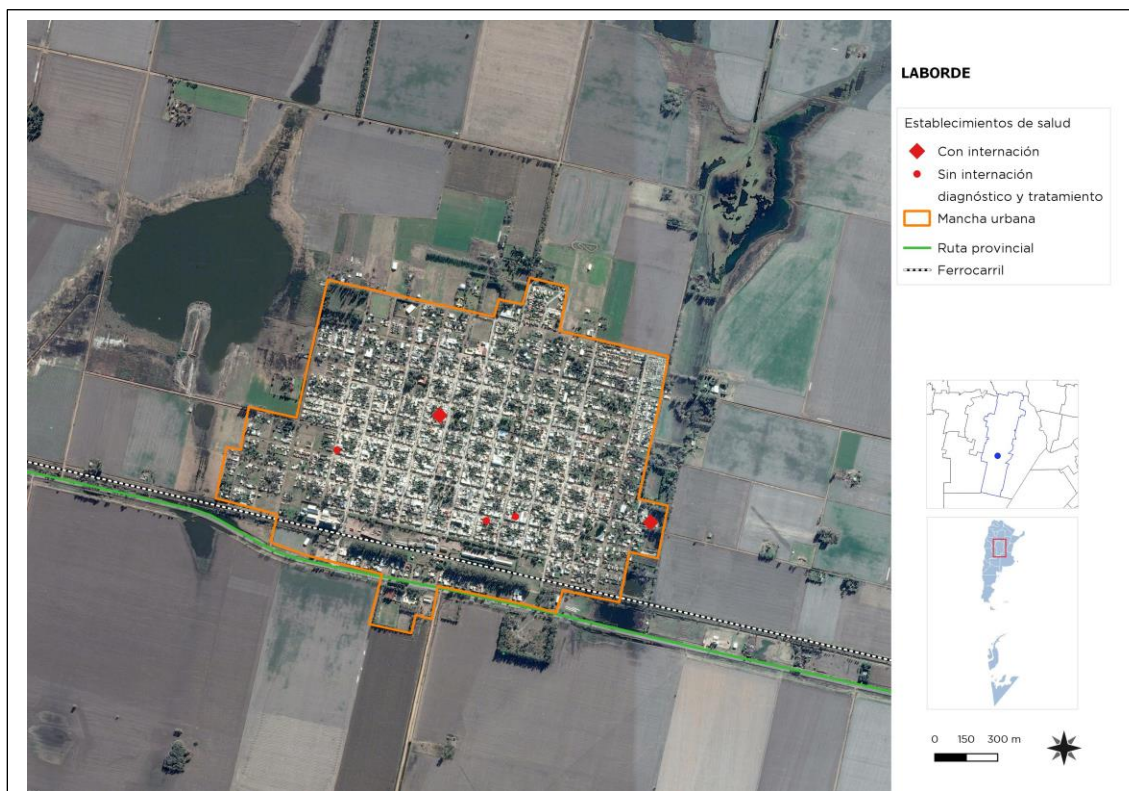 LABORDE
Establecimientos de salud
Con internación
Sin internación
diagnóstico y tratamiento
Mancha urbana
Ruta provincial
Ferrocarril
0 150 300 m